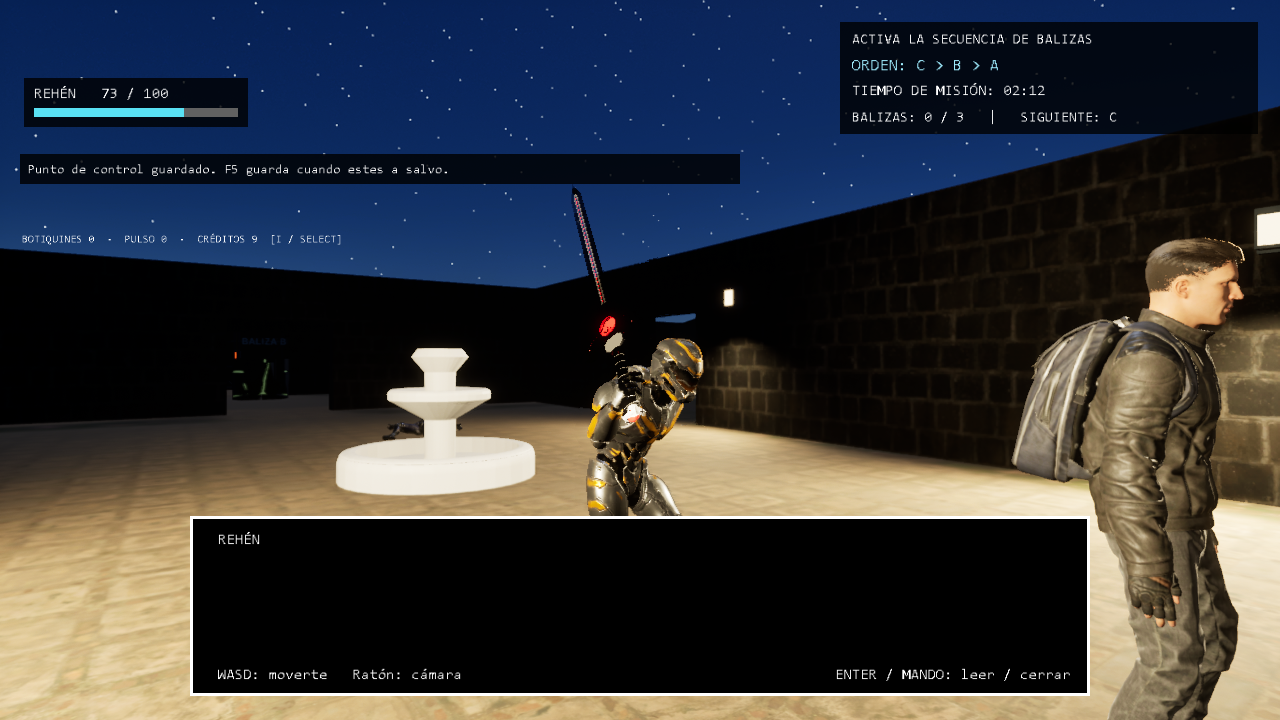 ACTIVA LA SECUENCIA DE BALIZAS
ORDEN: C > B > A
TIEMPO DE MISIÓN: 02:12
BALIZAS: 0 / 3 | SIGUIENTE: C
REHÉN 73 / 100
Punto de control guardado. F5 guarda cuando estes a salvo.
BOTIQUINES 0 · PULSO 0 · CRÉDITOS 9 [I / SELECT]
REHÉN
WASD: moverte Ratón: cámara
ENTER / MANDO: leer / cerrar